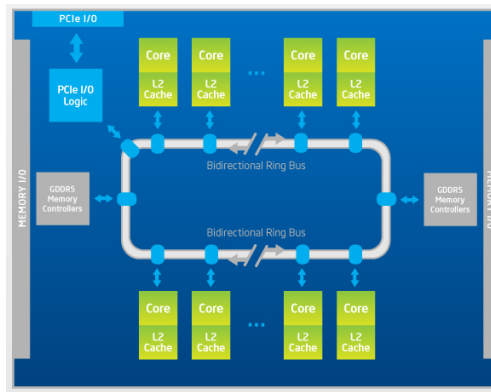 PCIe I/O
PCIe I/O
Logic
Core
L2
Cache
Core
L2
Cache
...
Core
L2
Cache
Core
L2
Cache
Bidirectional Ring Bus
MEMORY I/O
GDDR5
Memory
Controllers
GDDR5
Memory
Controllers
MEMORY I/O
Bidirectional Ring Bus
Core
L2
Cache
Core
L2
Cache
...
Core
L2
Cache
Core
L2
Cache